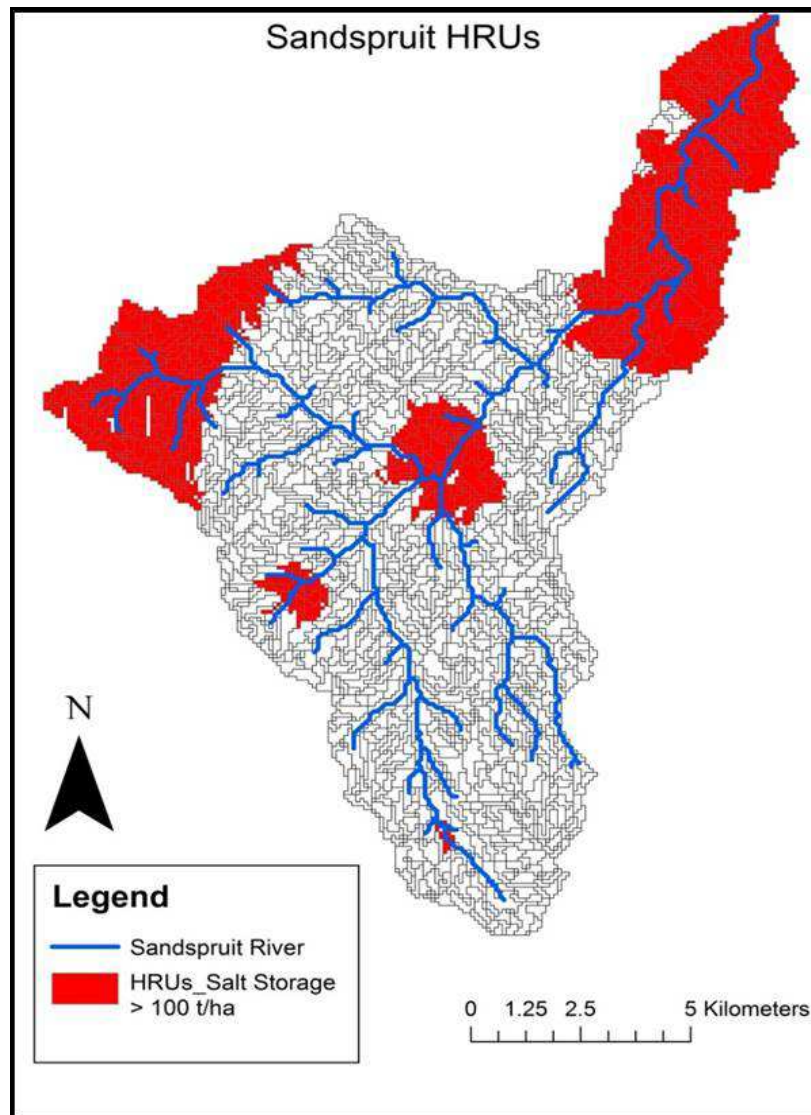 Sandspruit HRUs
N
Legend
Sandspruit River
HRUs_Salt Storage
> 100 t/ha
0 1.25 2.5 5 Kilometers